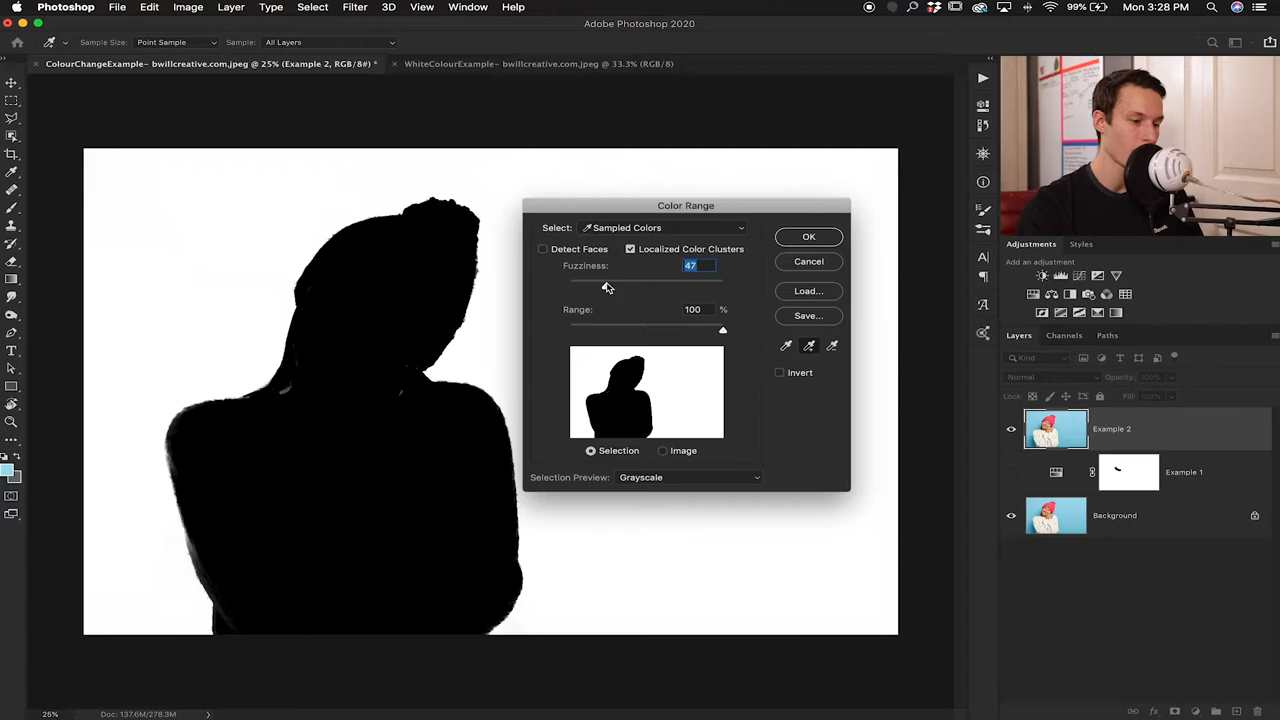 Photoshop File Edit Image Layer Type Select Filter 3D View Window Help 99% Mon 3:28 PM
Adobe Photoshop 2020
Sample Size: Point Sample Sample: All Layers
ColourChangeExample- bwillcreative.com.jpeg @ 25% (Example 2, RGB/8#) * WhiteColourExample- bwillcreative.com.jpeg @ 33.3% (RGB/8)
Color Range
Select: Sampled Colors
Detect Faces Localized Color Clusters
Fuzziness: 47
Range: 100 %
Selection Image
Selection Preview: Grayscale
OK
Cancel
Load...
Save...
Invert
Adjustments Styles
Add an adjustment
Layers Channels Paths
Kind
Normal Opacity: 100%
Lock: Fill: 100%
Example 2
Example 1
Background
25% Doc: 137.6M/278.3M